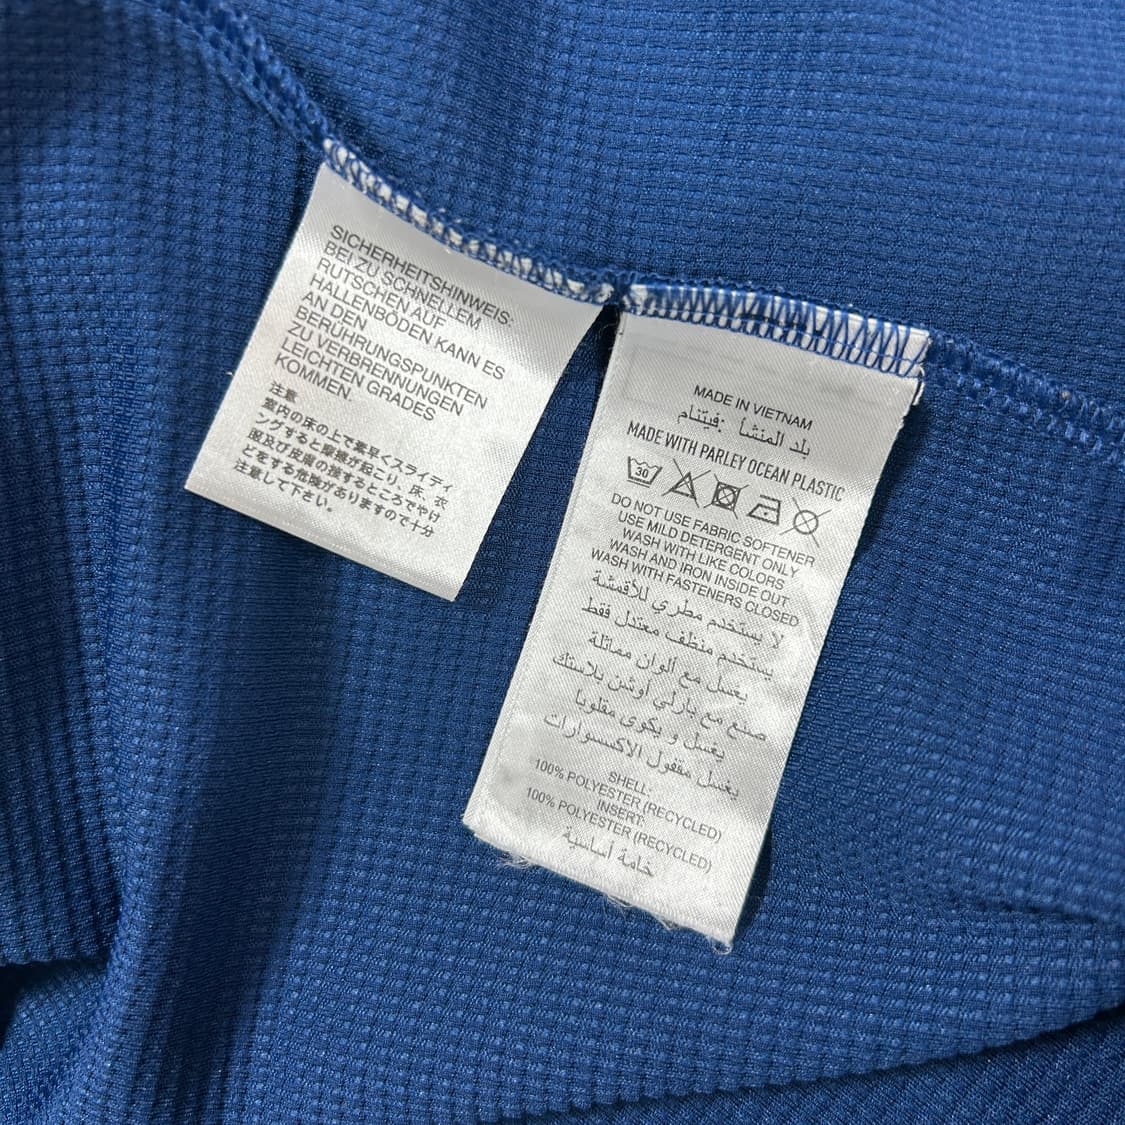 SICHERHEITSHINWEIS:
BEI ZU SCHNELLEM
RUTSCHEN AUF
HALLENBÖDEN KANN ES
AN DEN
BERÜHRUNGSPUNKTEN
ZU VERBRENNUNGEN
LEICHTEN GRADES
KOMMEN.
注意
室内の床の上で素早くスライディ
ングすると摩擦が起こり、床、衣
服及び皮膚の接するところでやけ
どをする危険がありますので十分
注意して下さい。
MADE IN VIETNAM
بلد المنشأ :فيتنام
MADE WITH PARLEY OCEAN PLASTIC
30
DO NOT USE FABRIC SOFTENER
USE MILD DETERGENT ONLY
WASH WITH LIKE COLORS
WASH AND IRON INSIDE OUT
WASH WITH FASTENERS CLOSED
لا يستخدم مطري للأقمشة
يستخدم منظف معتدل فقط
يغسل مع ألوان مماثلة
صنع مع بارلي أوشن بلاستك
يغسل و يكوى مقلوبا
يغسل مقفول الاكسسوارات
SHELL:
100% POLYESTER (RECYCLED)
INSERT:
100% POLYESTER (RECYCLED)
خامة أساسية